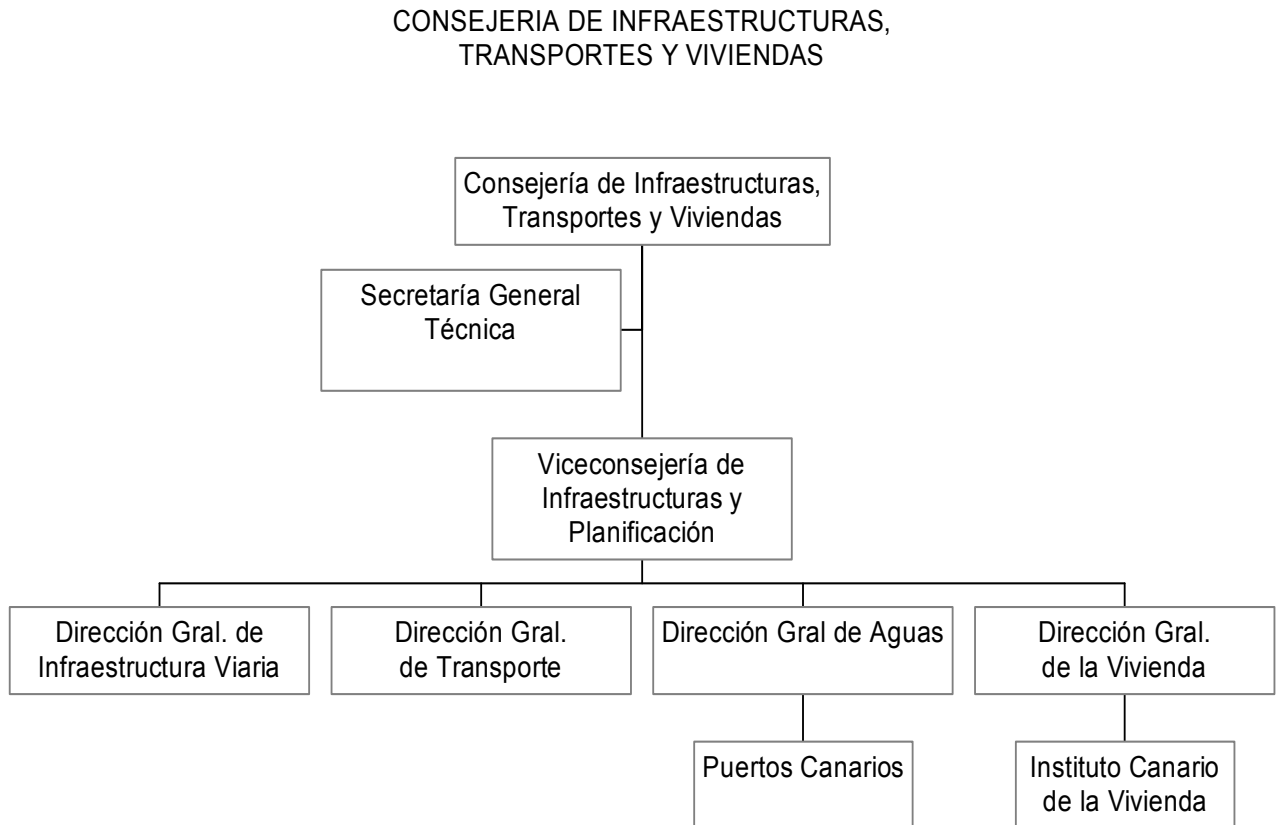 CONSEJERIA DE INFRAESTRUCTURAS,
TRANSPORTES Y VIVIENDAS
Consejería de Infraestructuras,
Transportes y Viviendas
Secretaría General
Técnica
Viceconsejería de
Infraestructuras y
Planificación
Dirección Gral. de
Infraestructura Viaria
Dirección Gral.
de Transporte
Dirección Gral de Aguas
Dirección Gral.
de la Vivienda
Puertos Canarios
Instituto Canario
de la Vivienda